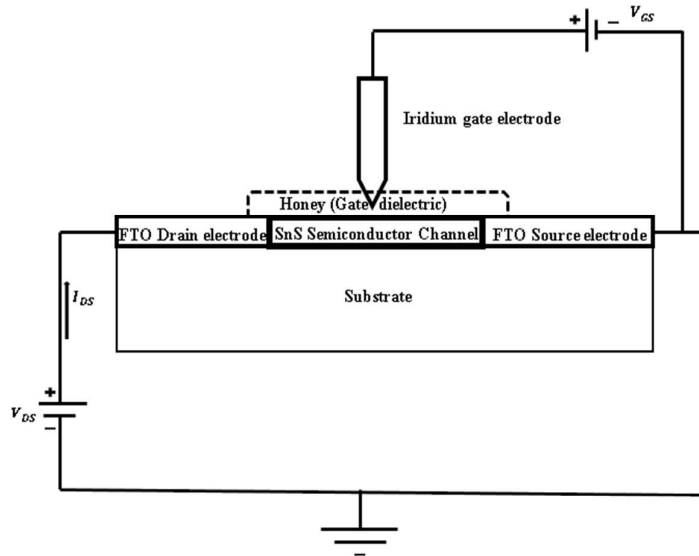 + − V_GS
Iridium gate electrode
Honey (Gate dielectric)
FTO Drain electrode SnS Semiconductor Channel FTO Source electrode
I_DS
Substrate
+
V_DS
−
−